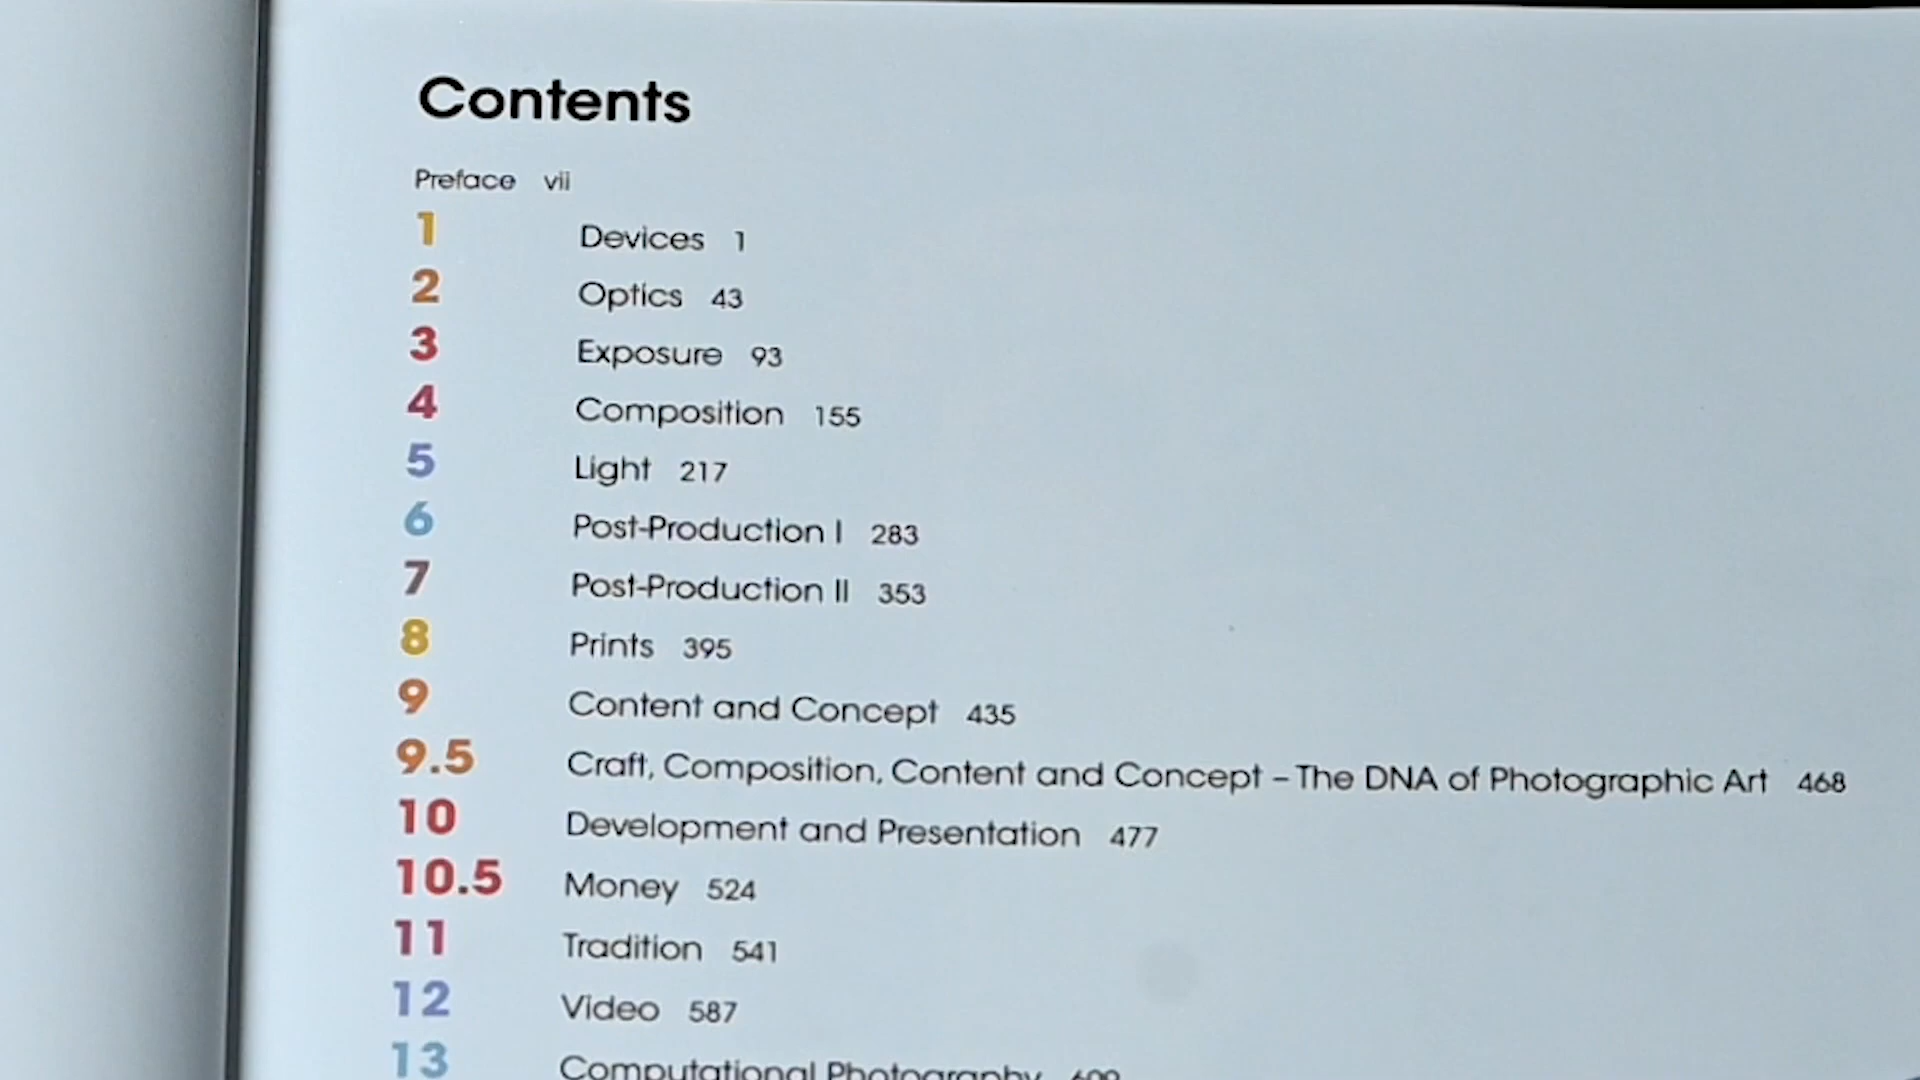 Contents
Preface vii
1 Devices 1
2 Optics 43
3 Exposure 93
4 Composition 155
5 Light 217
6 Post-Production I 283
7 Post-Production II 353
8 Prints 395
9 Content and Concept 435
9.5 Craft, Composition, Content and Concept – The DNA of Photographic Art 468
10 Development and Presentation 477
10.5 Money 524
11 Tradition 541
12 Video 587
13 Computational Photography